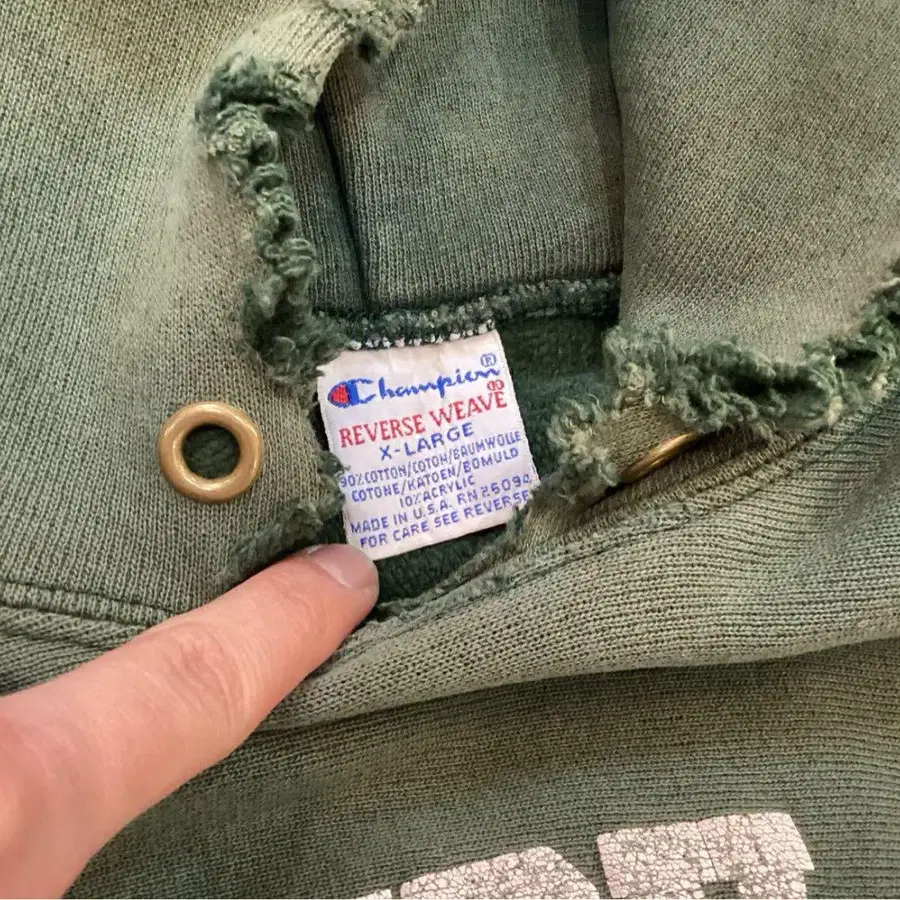 Champion®
REVERSE WEAVE®
X-LARGE
90% COTTON/COTON/BAUMWOLLE
COTONE/KATOEN/BOMULD
10% ACRYLIC
MADE IN U.S.A. RN 26094
FOR CARE SEE REVERSE